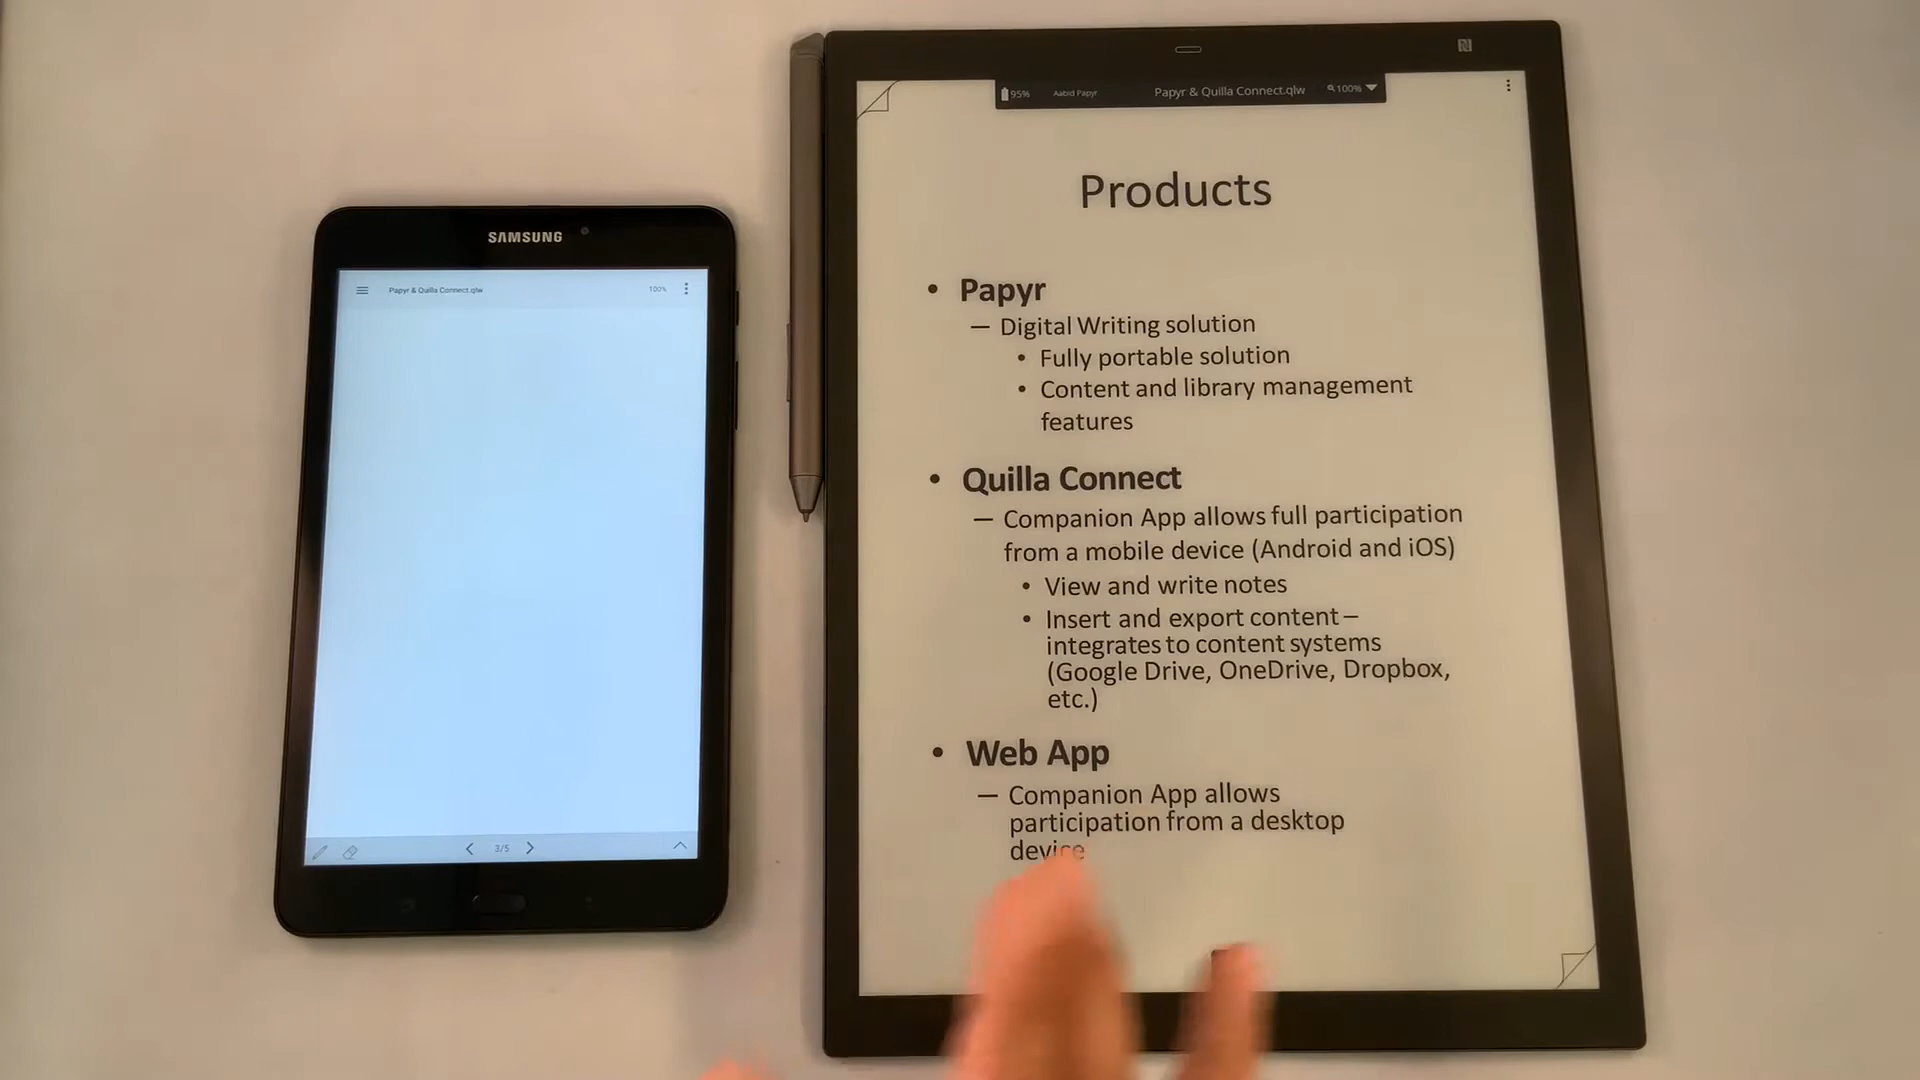 SAMSUNG
Papyr & Quilla Connect.qlw
100%
3/5
95%
Aabid Papyr
Papyr & Quilla Connect.qlw
100%
Products
• Papyr
– Digital Writing solution
• Fully portable solution
• Content and library management
features
• Quilla Connect
– Companion App allows full participation
from a mobile device (Android and iOS)
• View and write notes
• Insert and export content –
integrates to content systems
(Google Drive, OneDrive, Dropbox,
etc.)
• Web App
– Companion App allows
participation from a desktop
device